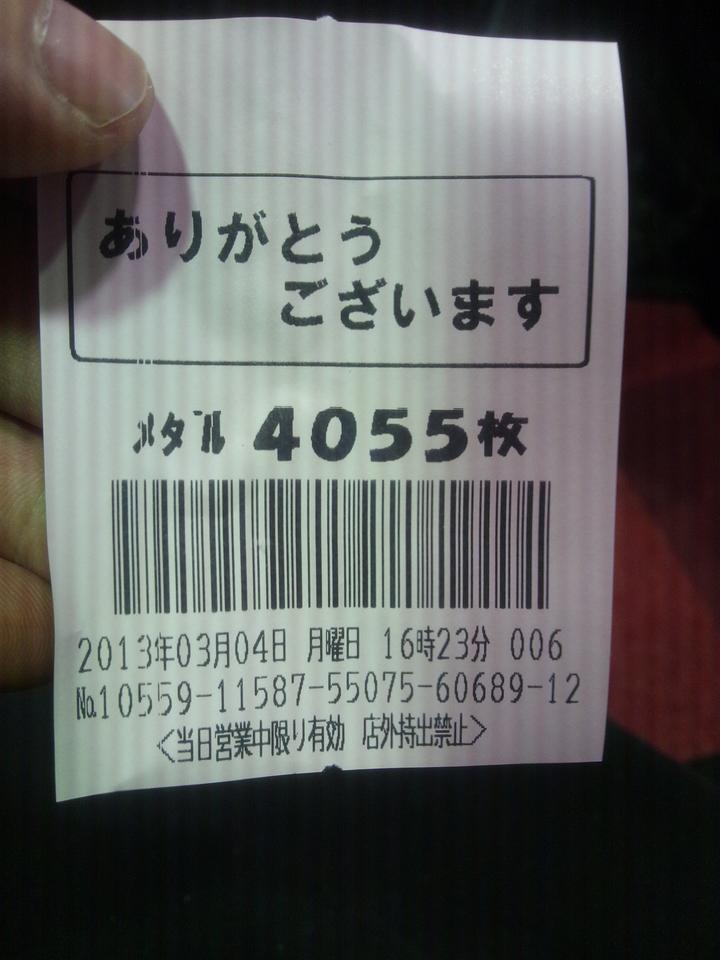 ありがとう
ございます
メダル 4055枚
2013年03月04日 月曜日 16時23分 006
№10559-11587-55075-60689-12
<当日営業中限り有効 店外持出禁止>